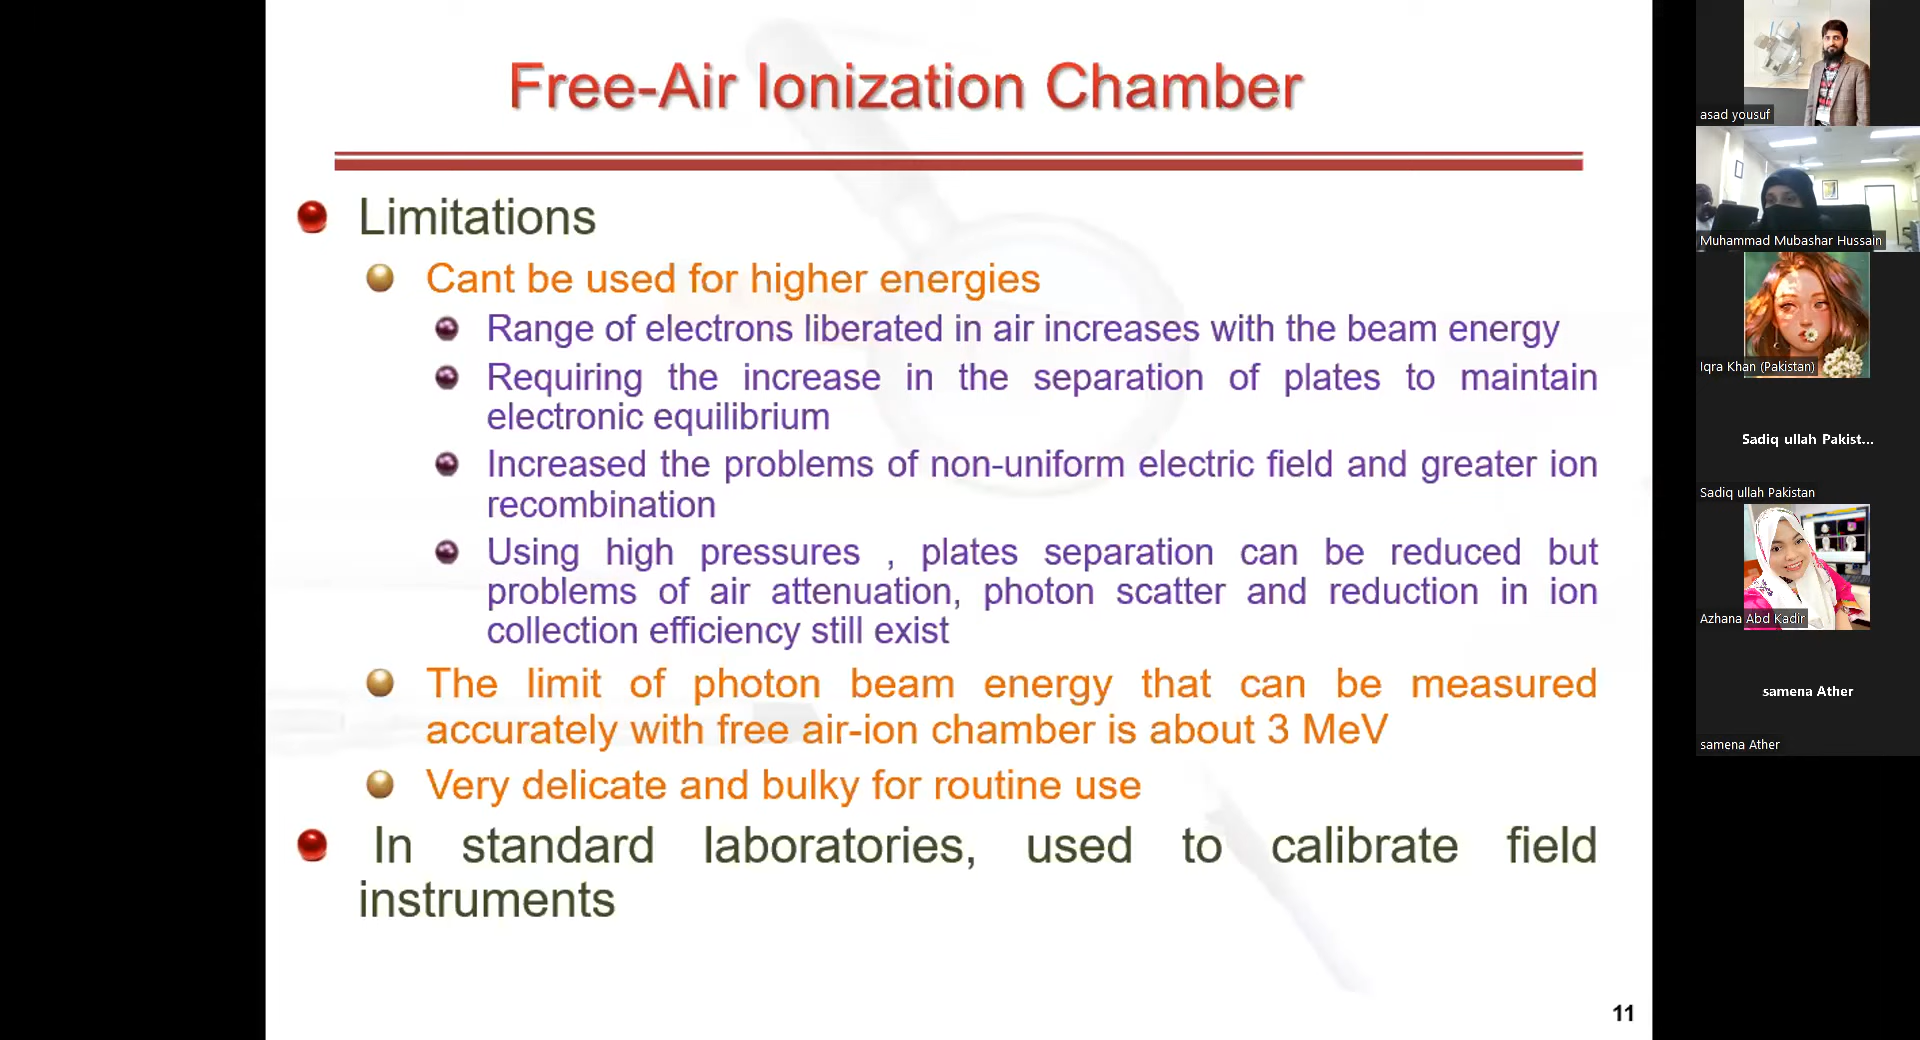 Free-Air Ionization Chamber
Limitations
Cant be used for higher energies
Range of electrons liberated in air increases with the beam energy
Requiring the increase in the separation of plates to maintain
electronic equilibrium
Increased the problems of non-uniform electric field and greater ion
recombination
Using high pressures , plates separation can be reduced but
problems of air attenuation, photon scatter and reduction in ion
collection efficiency still exist
The limit of photon beam energy that can be measured
accurately with free air-ion chamber is about 3 MeV
Very delicate and bulky for routine use
In standard laboratories, used to calibrate field
instruments
11
asad yousuf
Muhammad Mubashar Hussain
Iqra Khan (Pakistan)
Sadiq ullah Pakist...
Sadiq ullah Pakistan
Azhana Abd Kadir
samena Ather
samena Ather